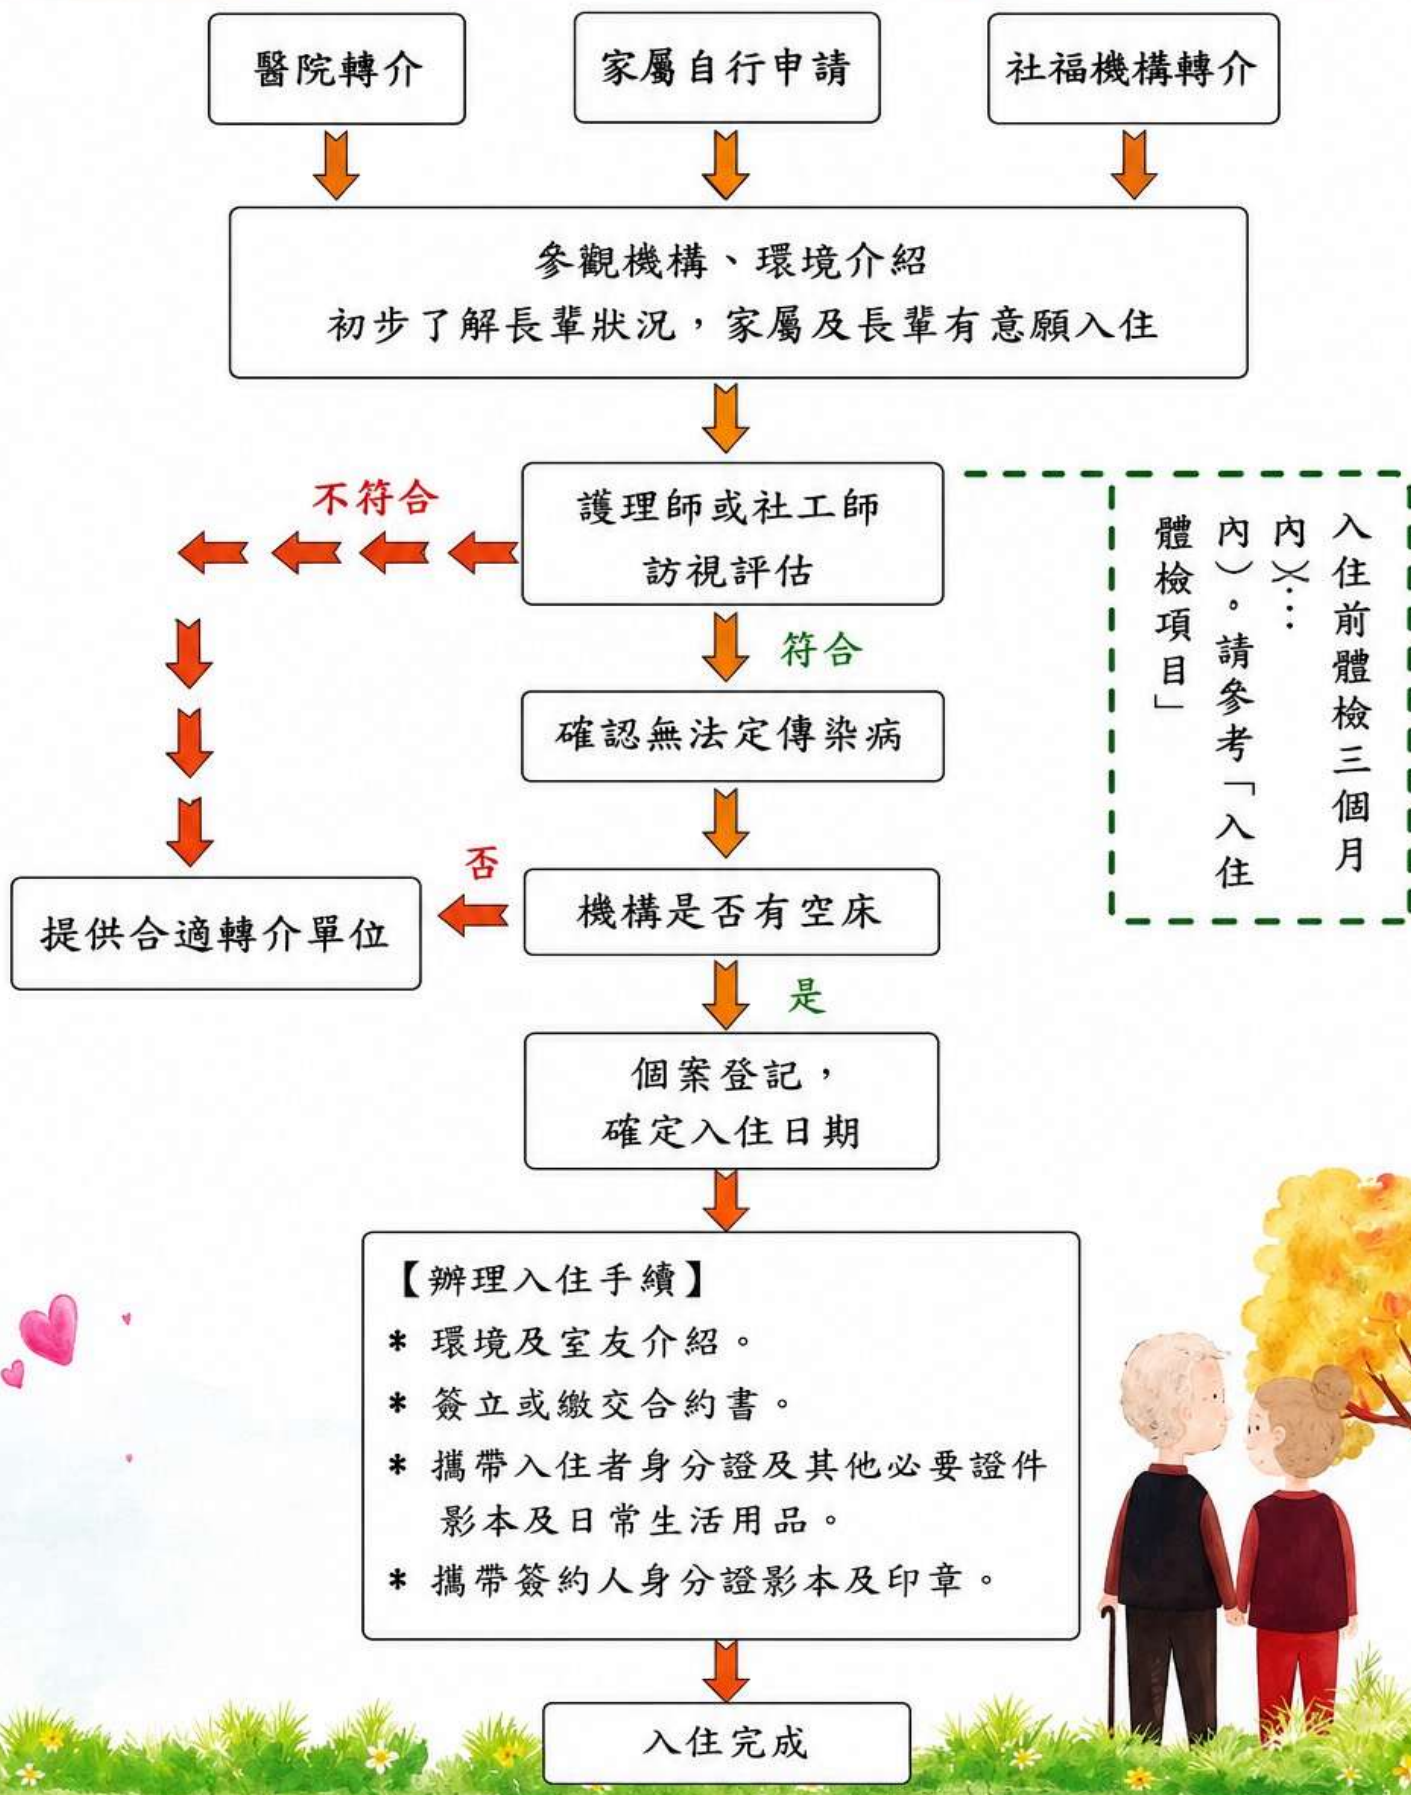 醫院轉介
家屬自行申請
社福機構轉介
參觀機構、環境介紹
初步了解長輩狀況，家屬及長輩有意願入住
護理師或社工師
訪視評估
不符合
符合
入住前體檢三個月
內）（…
內）。請參考「入住
體檢項目」
確認無法定傳染病
機構是否有空床
否
提供合適轉介單位
是
個案登記，
確定入住日期
【辦理入住手續】
* 環境及室友介紹。
* 簽立或繳交合約書。
* 攜帶入住者身分證及其他必要證件
影本及日常生活用品。
* 攜帶簽約人身分證影本及印章。
入住完成